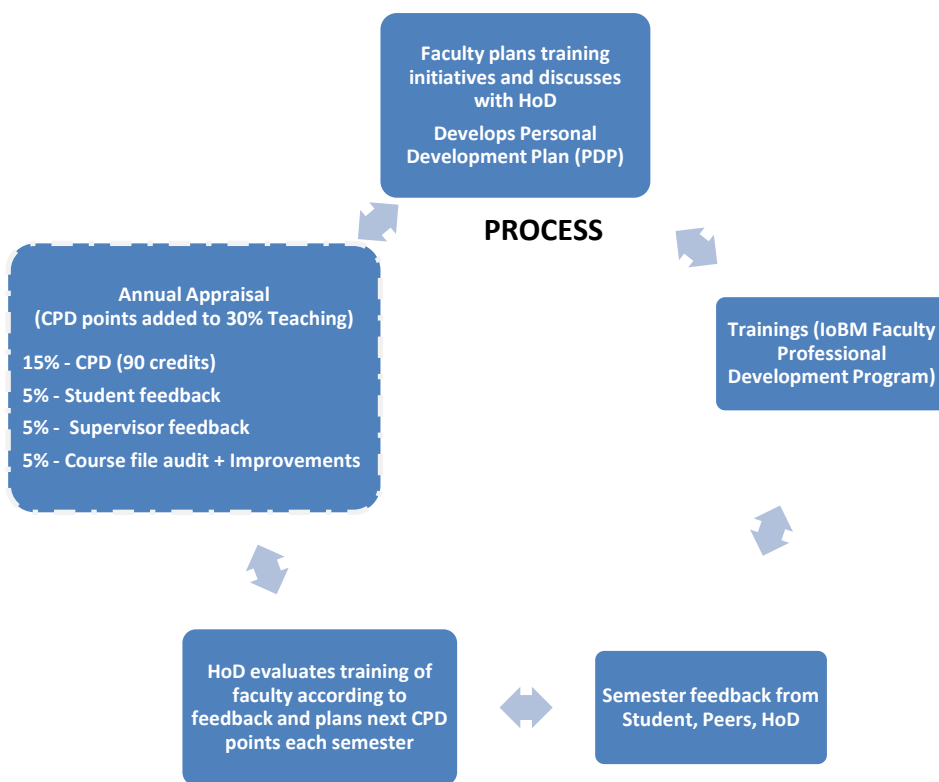 Faculty plans training
initiatives and discusses
with HoD
Develops Personal
Development Plan (PDP)
PROCESS
Annual Appraisal
(CPD points added to 30% Teaching)
15% - CPD (90 credits)
5% - Student feedback
5% -  Supervisor feedback
5% - Course file audit + Improvements
Trainings (IoBM Faculty
Professional
Development Program)
HoD evaluates training of
faculty according to
feedback and plans next CPD
points each semester
Semester feedback from
Student, Peers, HoD